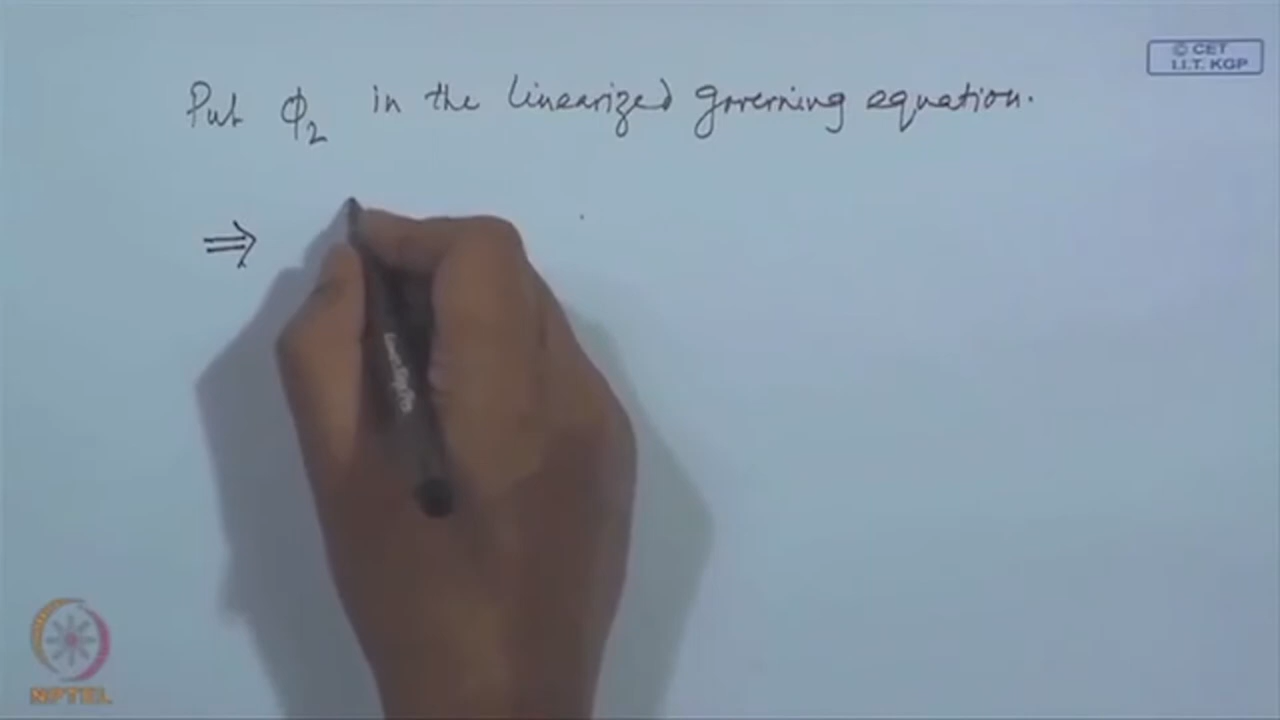 © CET
I.I.T. KGP
Put ϕ₂ in the linearized governing equation.
⇒
NPTEL